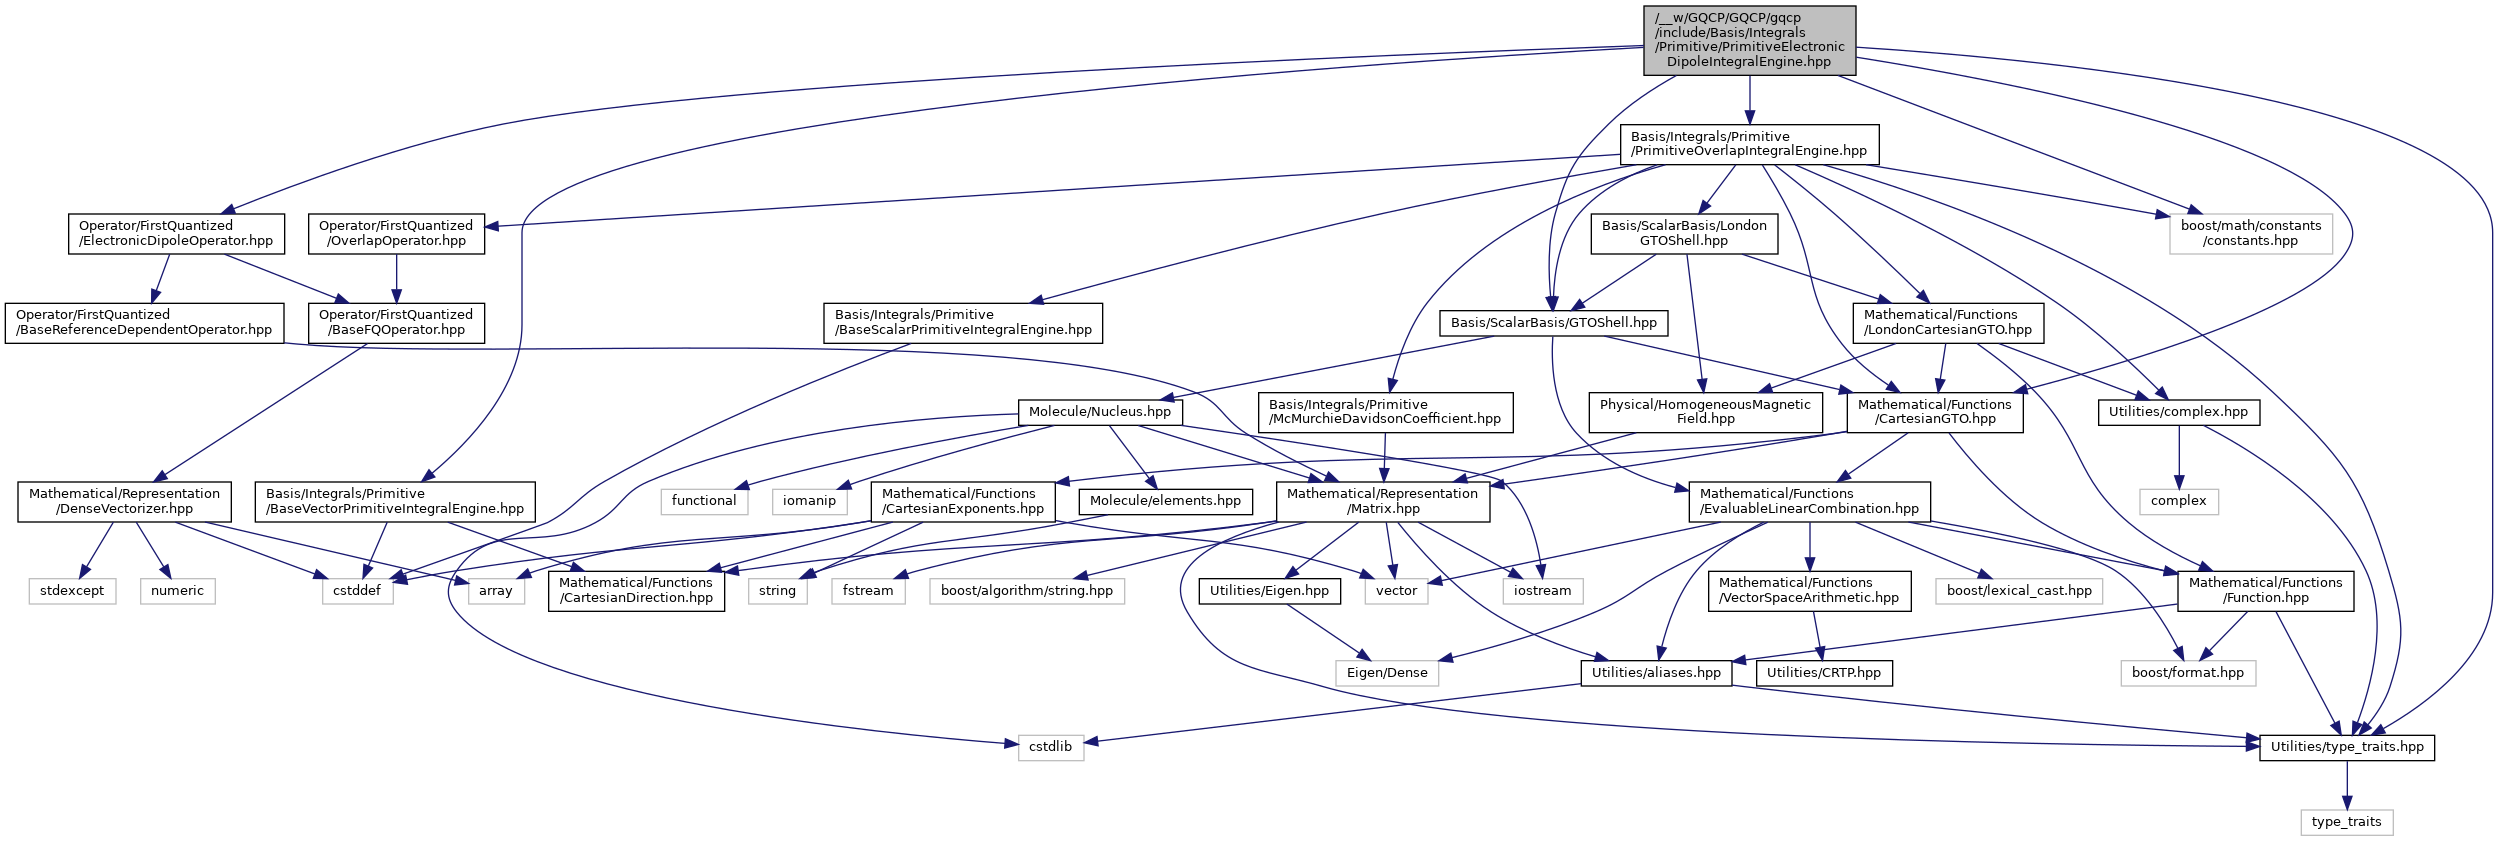 /__w/GQCP/GQCP/gqcp
/include/Basis/Integrals
/Primitive/PrimitiveElectronic
DipoleIntegralEngine.hpp
Basis/Integrals/Primitive
/PrimitiveOverlapIntegralEngine.hpp
Operator/FirstQuantized
/ElectronicDipoleOperator.hpp
Operator/FirstQuantized
/OverlapOperator.hpp
Basis/ScalarBasis/London
GTOShell.hpp
boost/math/constants
/constants.hpp
Operator/FirstQuantized
/BaseReferenceDependentOperator.hpp
Operator/FirstQuantized
/BaseFQOperator.hpp
Basis/Integrals/Primitive
/BaseScalarPrimitiveIntegralEngine.hpp
Basis/ScalarBasis/GTOShell.hpp
Mathematical/Functions
/LondonCartesianGTO.hpp
Molecule/Nucleus.hpp
Basis/Integrals/Primitive
/McMurchieDavidsonCoefficient.hpp
Physical/HomogeneousMagnetic
Field.hpp
Mathematical/Functions
/CartesianGTO.hpp
Utilities/complex.hpp
Mathematical/Representation
/DenseVectorizer.hpp
Basis/Integrals/Primitive
/BaseVectorPrimitiveIntegralEngine.hpp
functional
iomanip
Mathematical/Functions
/CartesianExponents.hpp
Molecule/elements.hpp
Mathematical/Representation
/Matrix.hpp
Mathematical/Functions
/EvaluableLinearCombination.hpp
complex
stdexcept
numeric
cstddef
array
Mathematical/Functions
/CartesianDirection.hpp
string
fstream
boost/algorithm/string.hpp
Utilities/Eigen.hpp
vector
iostream
Mathematical/Functions
/VectorSpaceArithmetic.hpp
boost/lexical_cast.hpp
Mathematical/Functions
/Function.hpp
Eigen/Dense
Utilities/aliases.hpp
Utilities/CRTP.hpp
boost/format.hpp
cstdlib
Utilities/type_traits.hpp
type_traits